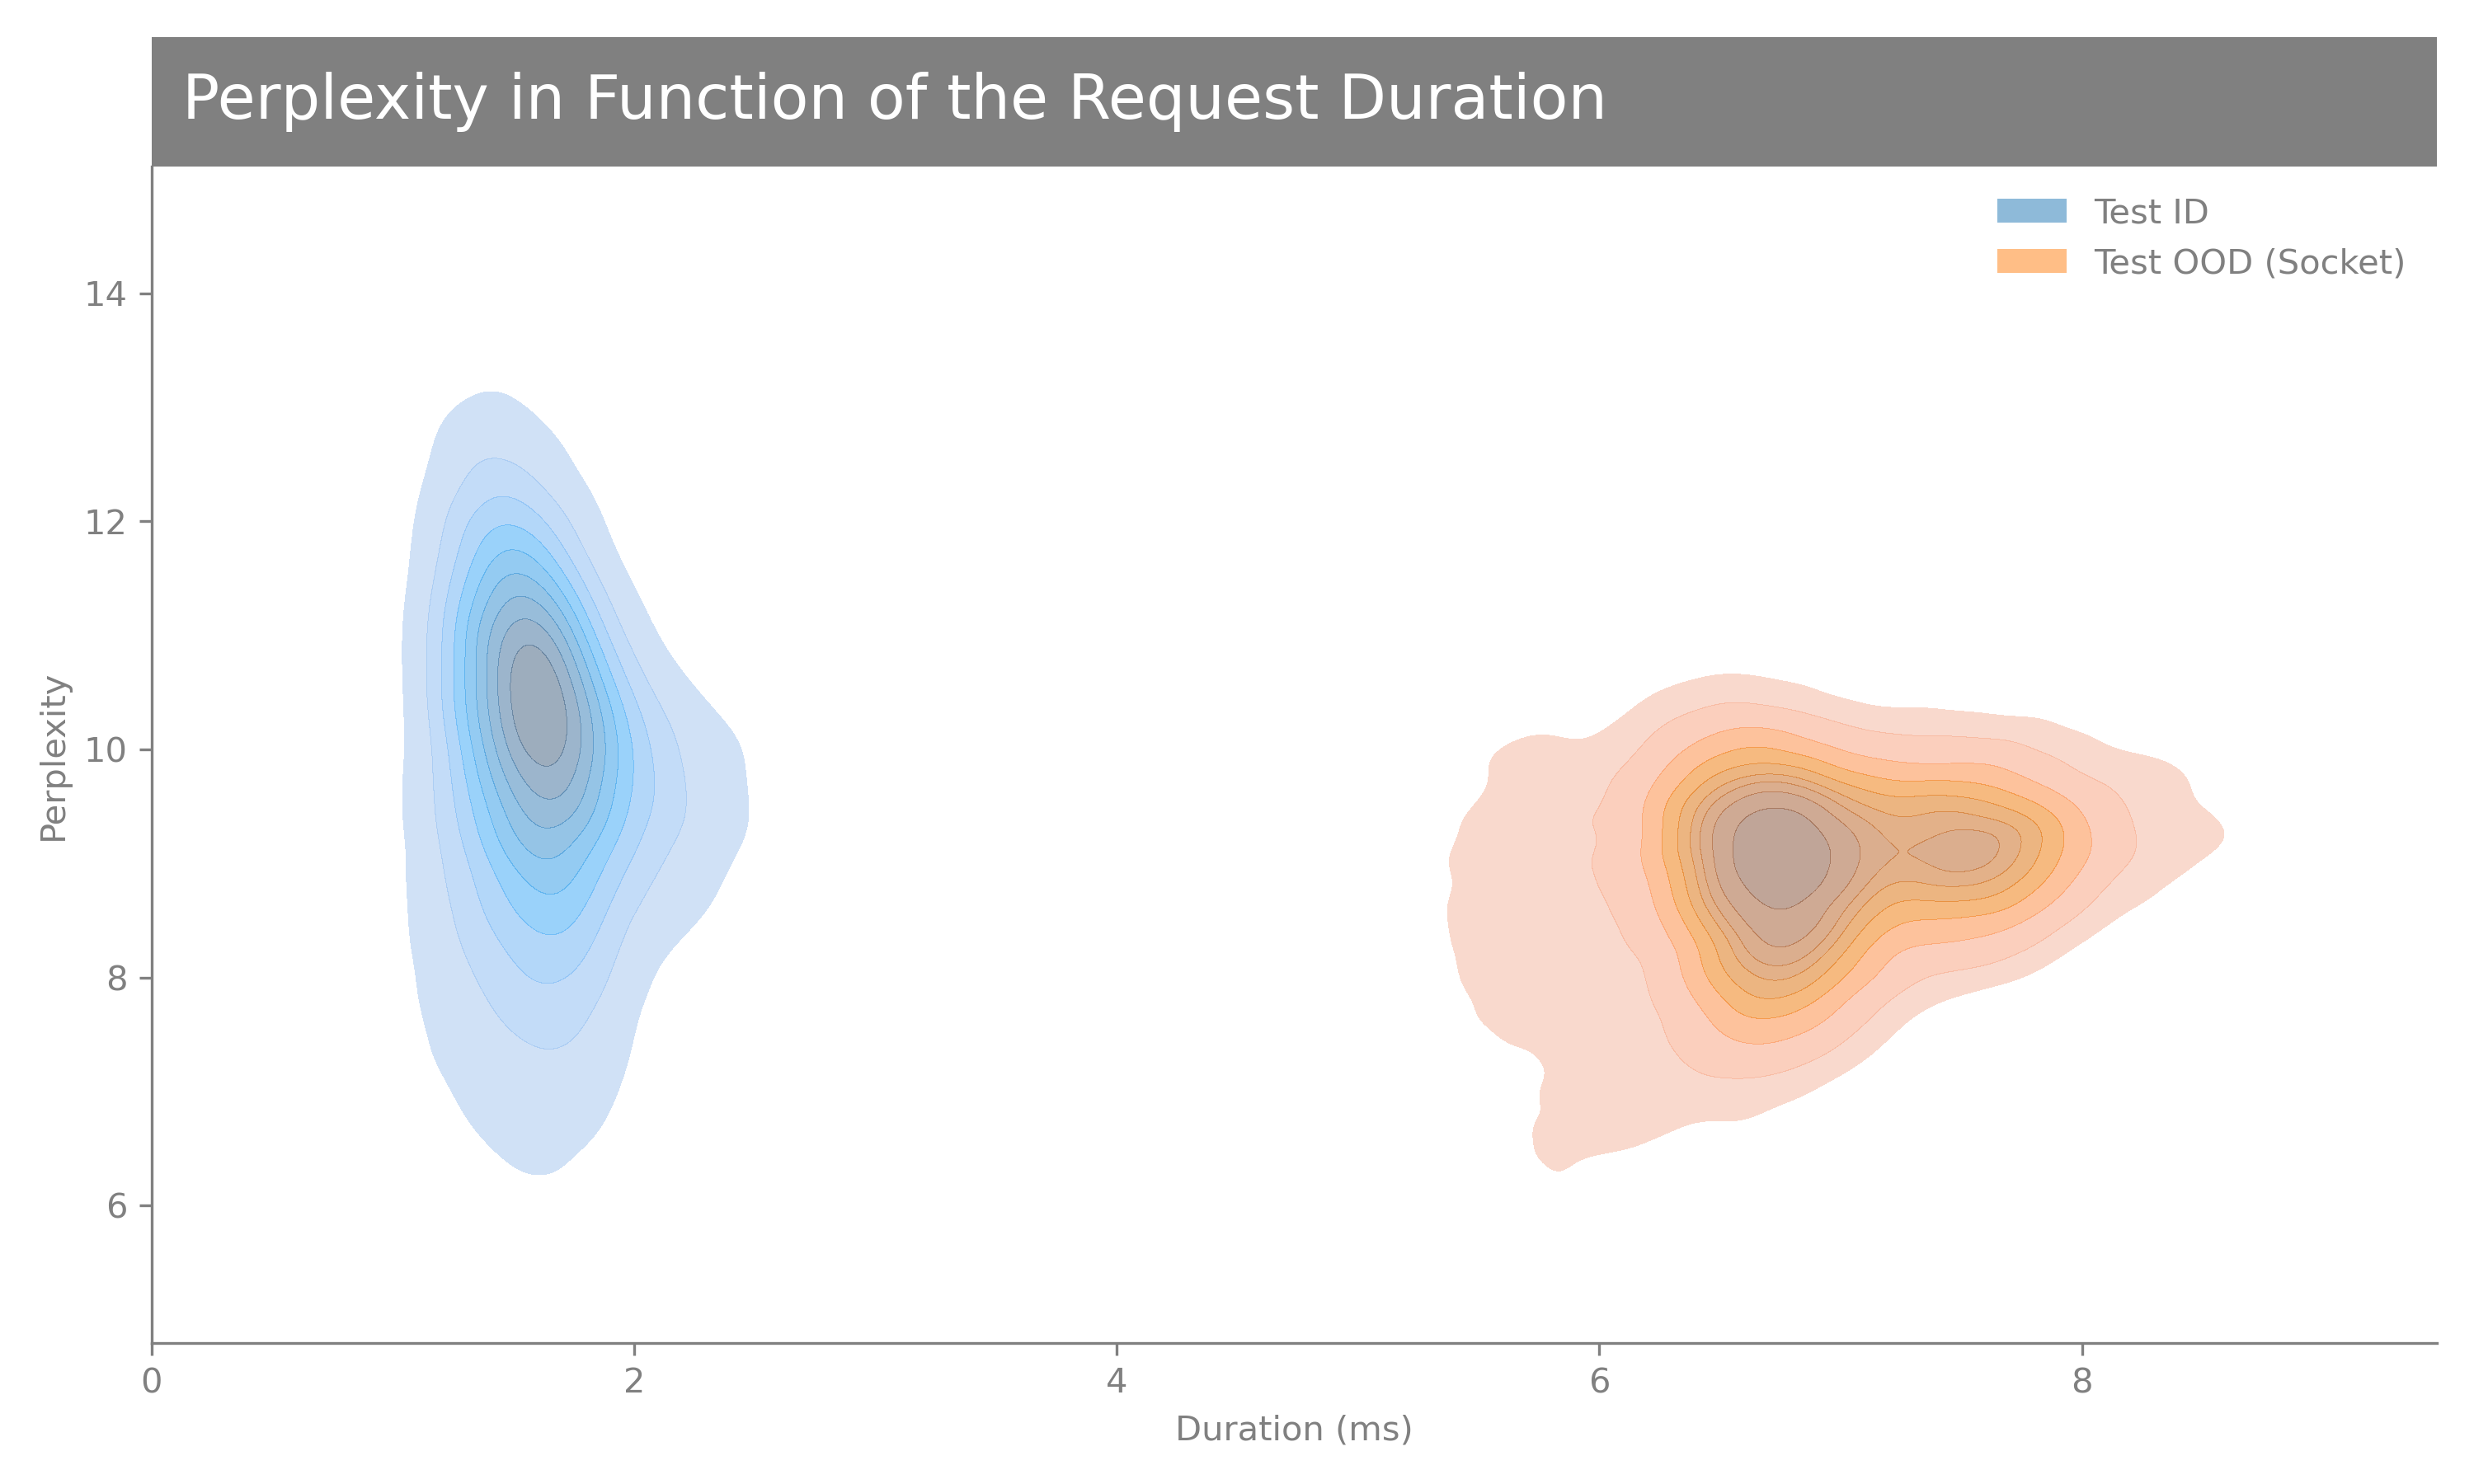 Perplexity in Function of the Request Duration
Test ID
Test OOD (Socket)
14
12
10
8
6
Perplexity
0
2
4
6
8
Duration (ms)